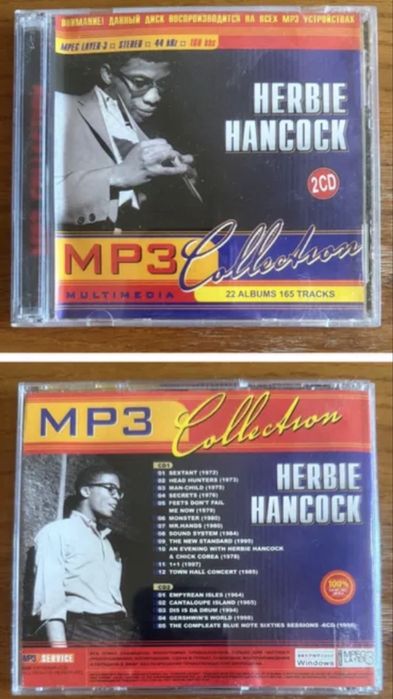 ВНИМАНИЕ! ДАННЫЙ ДИСК ВОСПРОИЗВОДИТСЯ НА ВСЕХ MP3 УСТРОЙСТВАХ
MPEG LAYER-3 STEREO 44 kHz
HERBIE
HANCOCK
2CD
MP3 Collection
MULTIMEDIA
22 ALBUMS 165 TRACKS
MP3 Collection
HERBIE
HANCOCK
CD1
01 SEXTANT (1972)
02 HEAD HUNTERS (1973)
03 MAN-CHILD (1975)
04 SECRETS (1976)
05 FEETS DON'T FAIL
ME NOW (1979)
06 MONSTER (1980)
07 MR.HANDS (1980)
08 SOUND SYSTEM (1984)
09 THE NEW STANDARD (1995)
10 AN EVENING WITH HERBIE HANCOCK
& CHICK COREA (1978)
11 1+1 (1997)
12 TOWN HALL CONCERT (1985)
CD2
01 EMPYREAN ISLES (1964)
02 CANTALOUPE ISLAND (1965)
03 DIS IS DA DRUM (1994)
04 GERSHWIN'S WORLD (1998)
05 THE COMPLEATE BLUE NOTE SIXTIES SESSIONS -6CD
100%
MP3 SERVICE
Windows
MPEG
LAYER 3